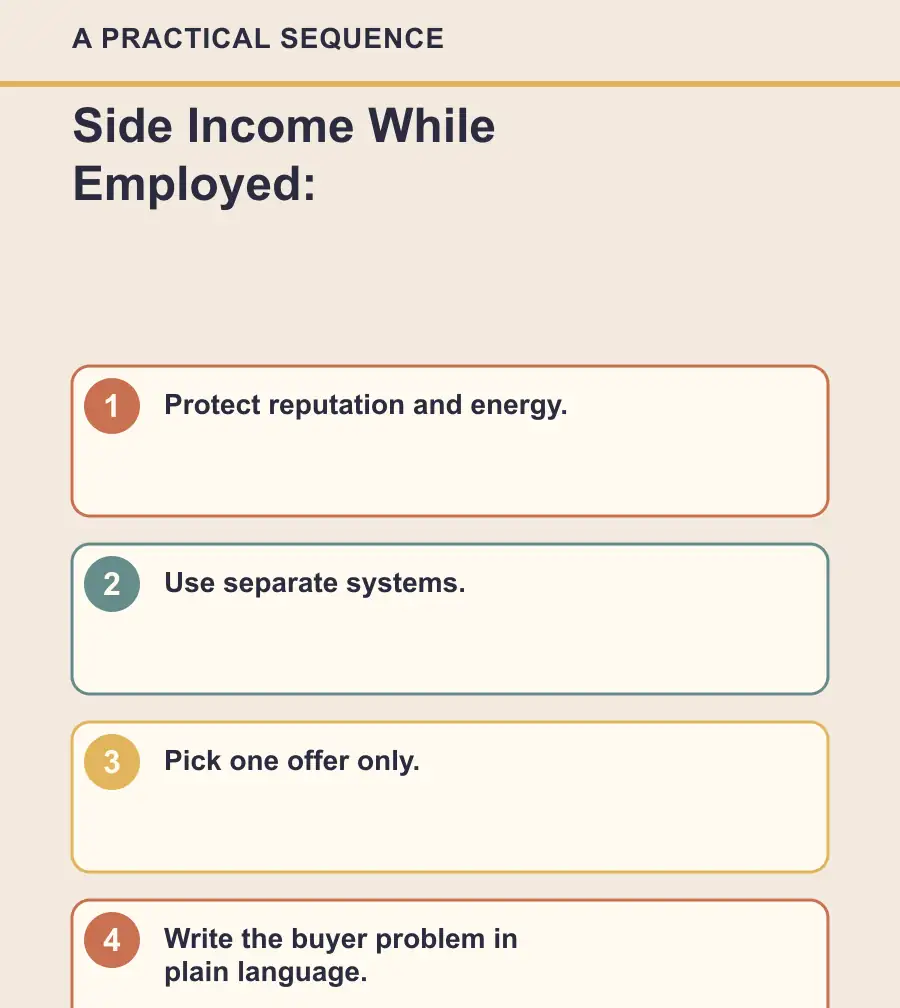 A PRACTICAL SEQUENCE
Side Income While
Employed:
1
Protect reputation and energy.
2
Use separate systems.
3
Pick one offer only.
4
Write the buyer problem in
plain language.